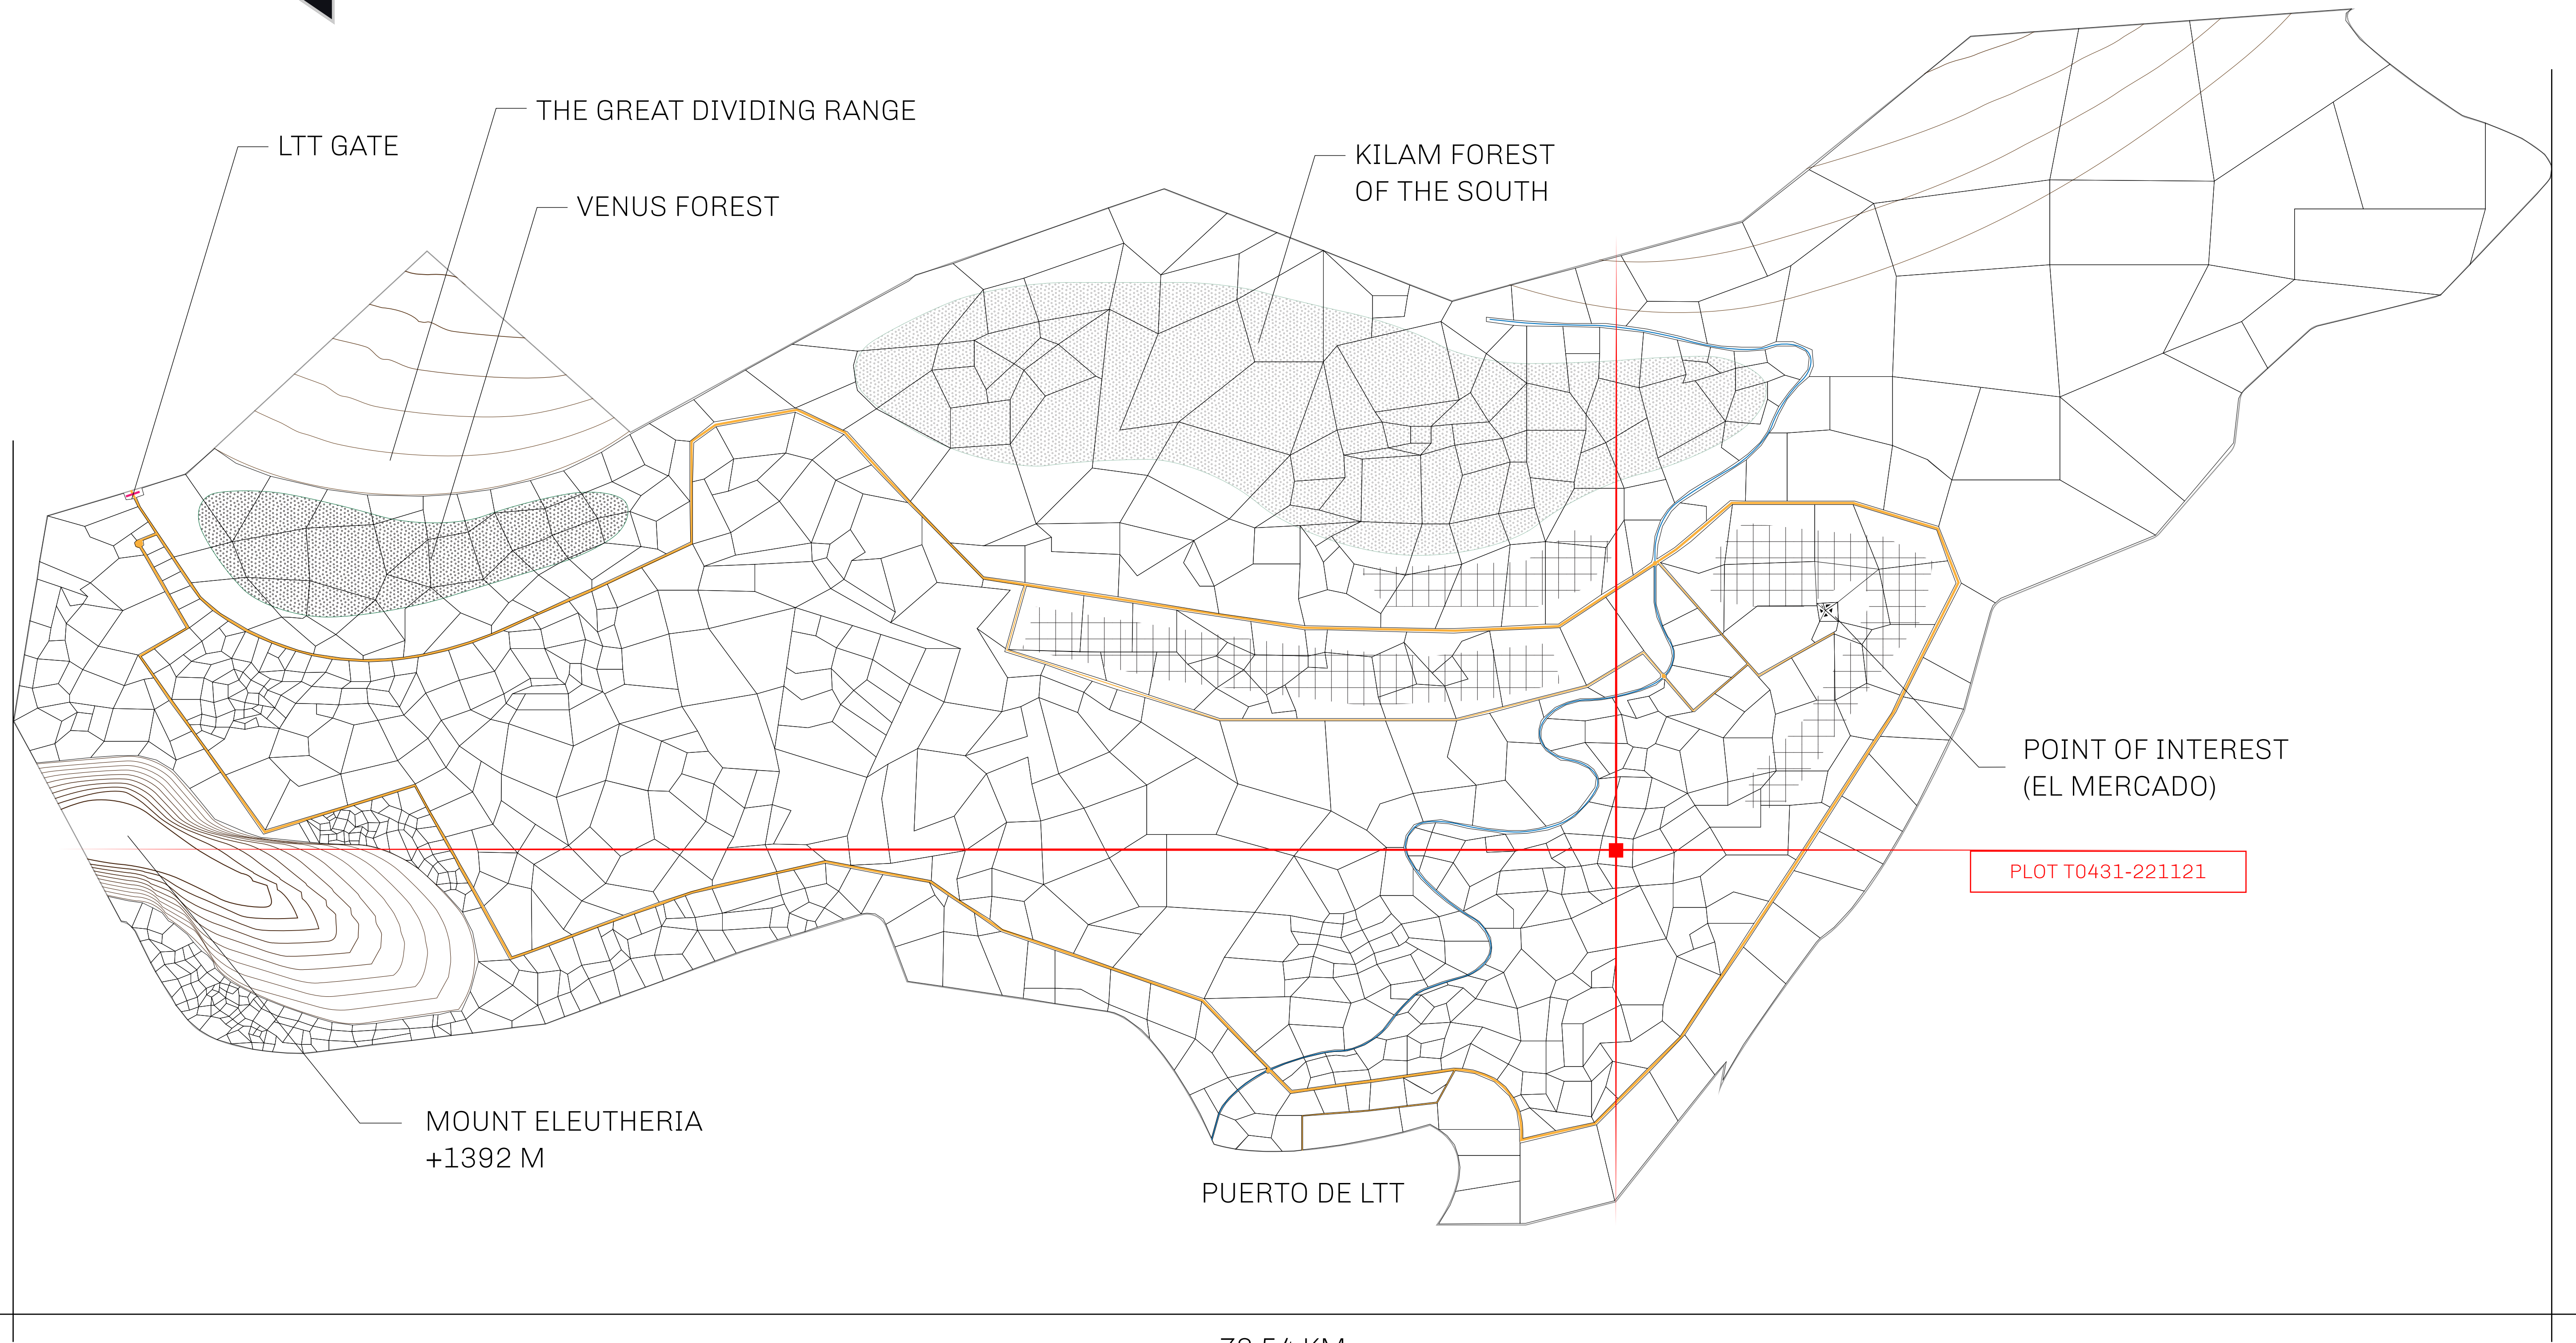 THE GREAT DIVIDING RANGE
LTT GATE
KILAM FOREST
OF THE SOUTH
VENUS FOREST
POINT OF INTEREST
(EL MERCADO)
PLOT T0431-221121
MOUNT ELEUTHERIA
+1392 M
PUERTO DE LTT
KM